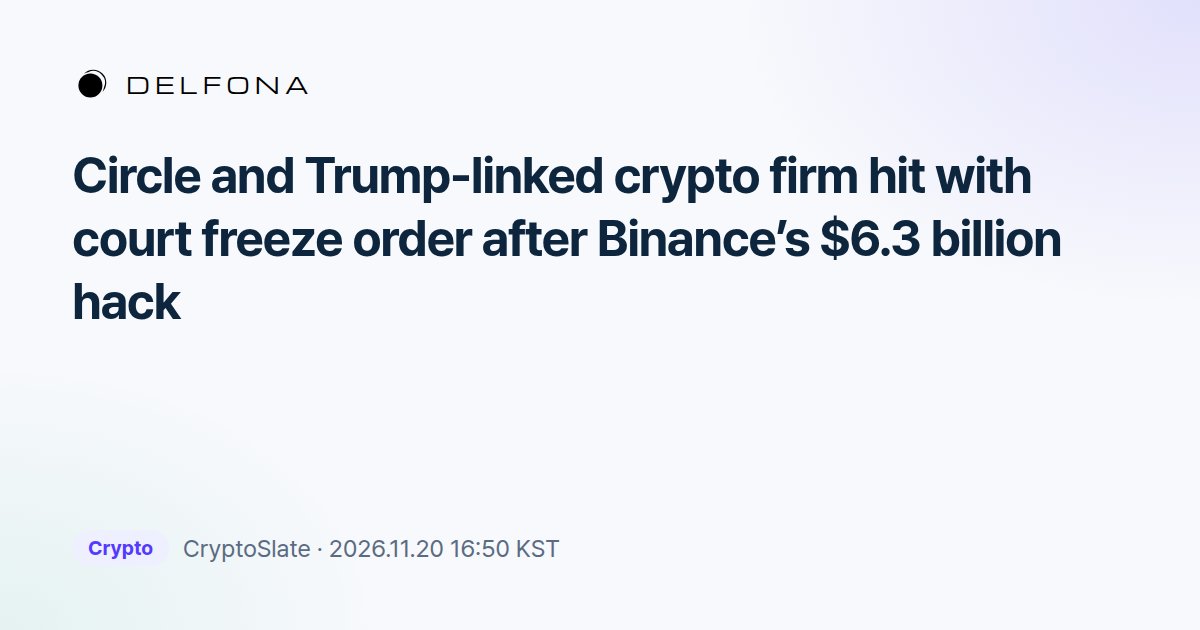 DELFONA
Circle and Trump-linked crypto firm hit with
court freeze order after Binance’s $6.3 billion
hack
Crypto CryptoSlate · 2026.11.20 16:50 KST